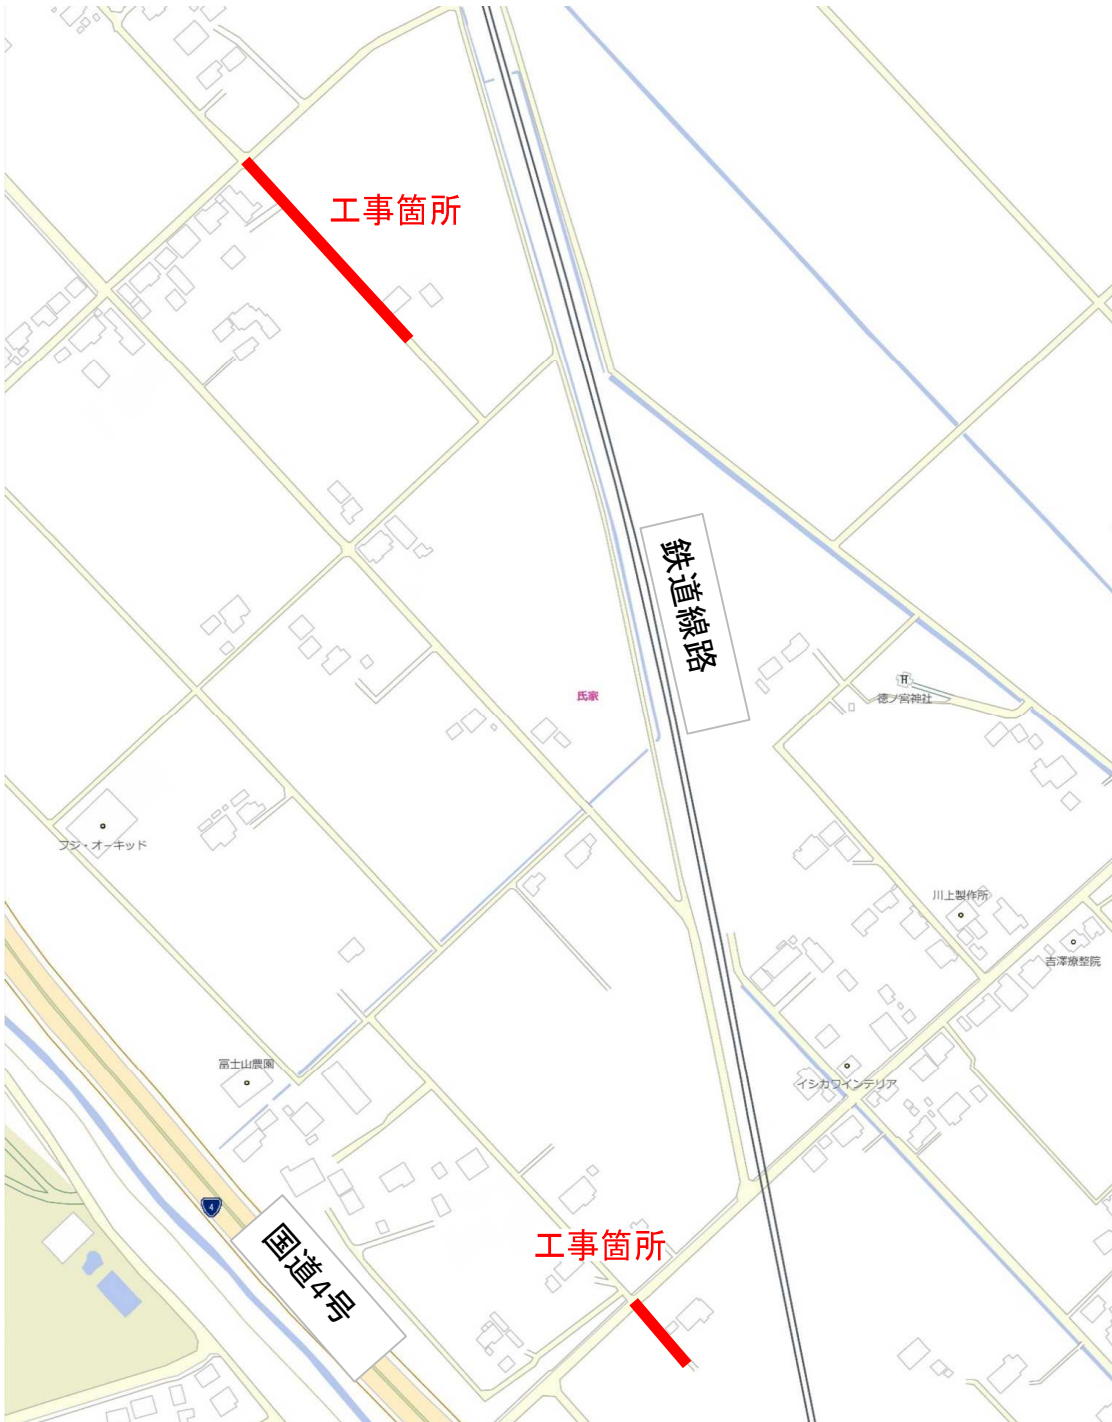 工事箇所
鉄道線路
氏家
徳ノ宮神社
フジ・オーキッド
川上製作所
吉澤療整院
富士山農園
イシカワインテリア
4
国道4号
工事箇所